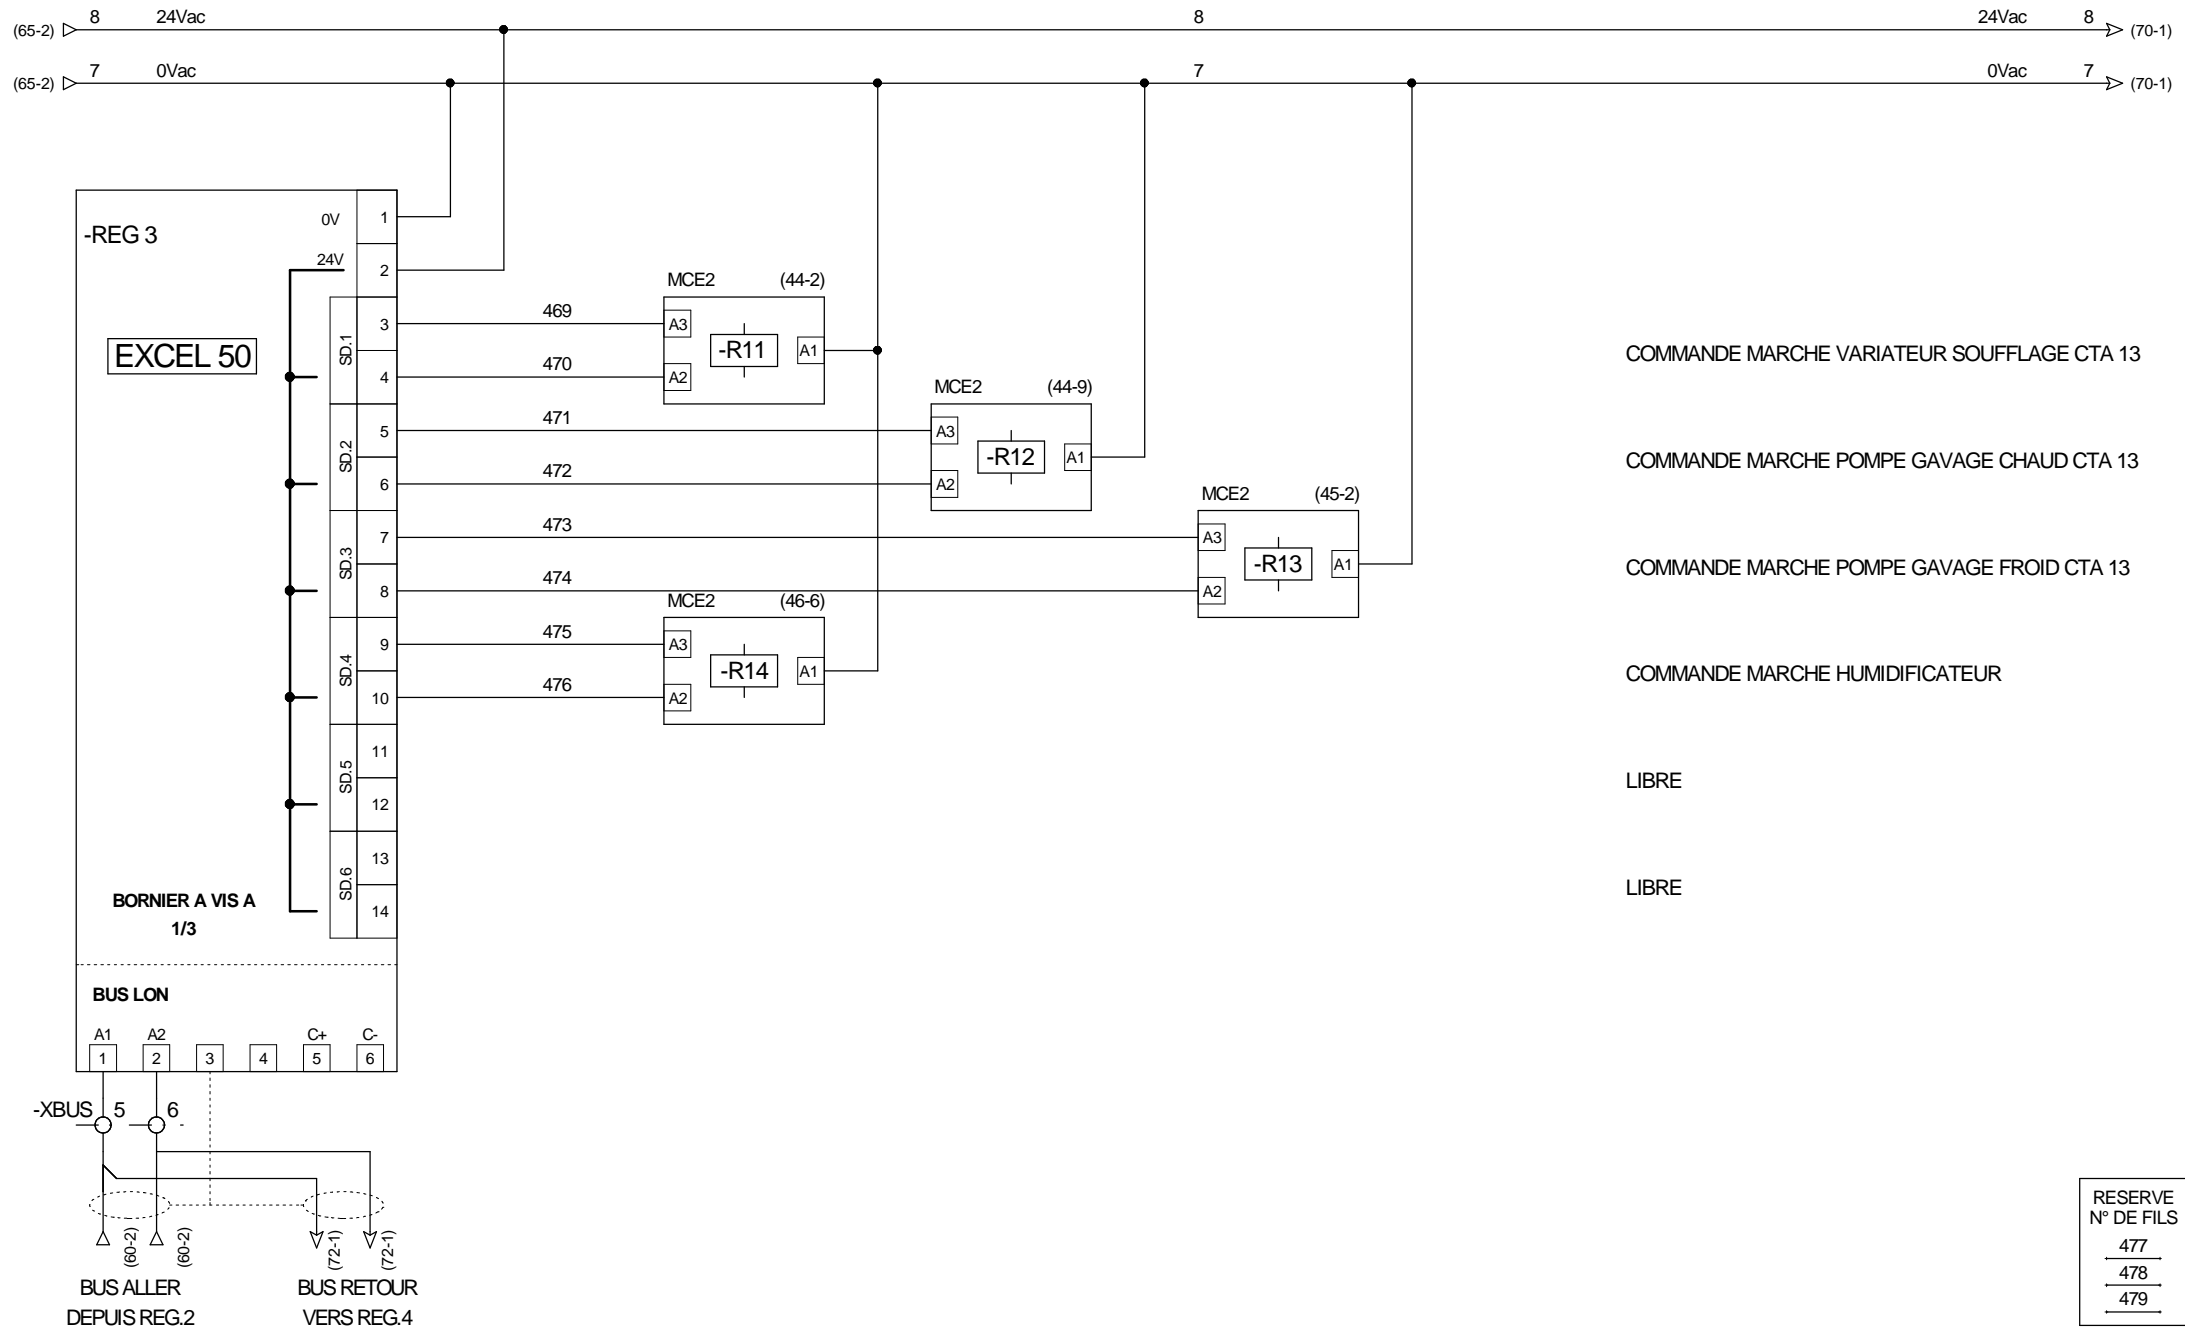 (65-2) 8 24Vac 8 24Vac 8 (70-1)
(65-2) 7 0Vac 7 0Vac 7 (70-1)
-REG 3
EXCEL 50
0V 1
24V 2
SD.1 3 4
SD.2 5 6
SD.3 7 8
SD.4 9 10
SD.5 11 12
SD.6 13 14
469
470
471
472
473
474
475
476
MCE2 (44-2)
A3 -R11 A1
A2
MCE2 (44-9)
A3 -R12 A1
A2
MCE2 (45-2)
A3 -R13 A1
A2
MCE2 (46-6)
A3 -R14 A1
A2
COMMANDE MARCHE VARIATEUR SOUFFLAGE CTA 13
COMMANDE MARCHE POMPE GAVAGE CHAUD CTA 13
COMMANDE MARCHE POMPE GAVAGE FROID CTA 13
COMMANDE MARCHE HUMIDIFICATEUR
LIBRE
LIBRE
BORNIER A VIS A
1/3
BUS LON
A1 A2 C+ C-
1 2 3 4 5 6
-XBUS 5 6
(60-2) (60-2) (72-1) (72-1)
BUS ALLER
DEPUIS REG.2
BUS RETOUR
VERS REG.4
RESERVE
N° DE FILS
477
478
479